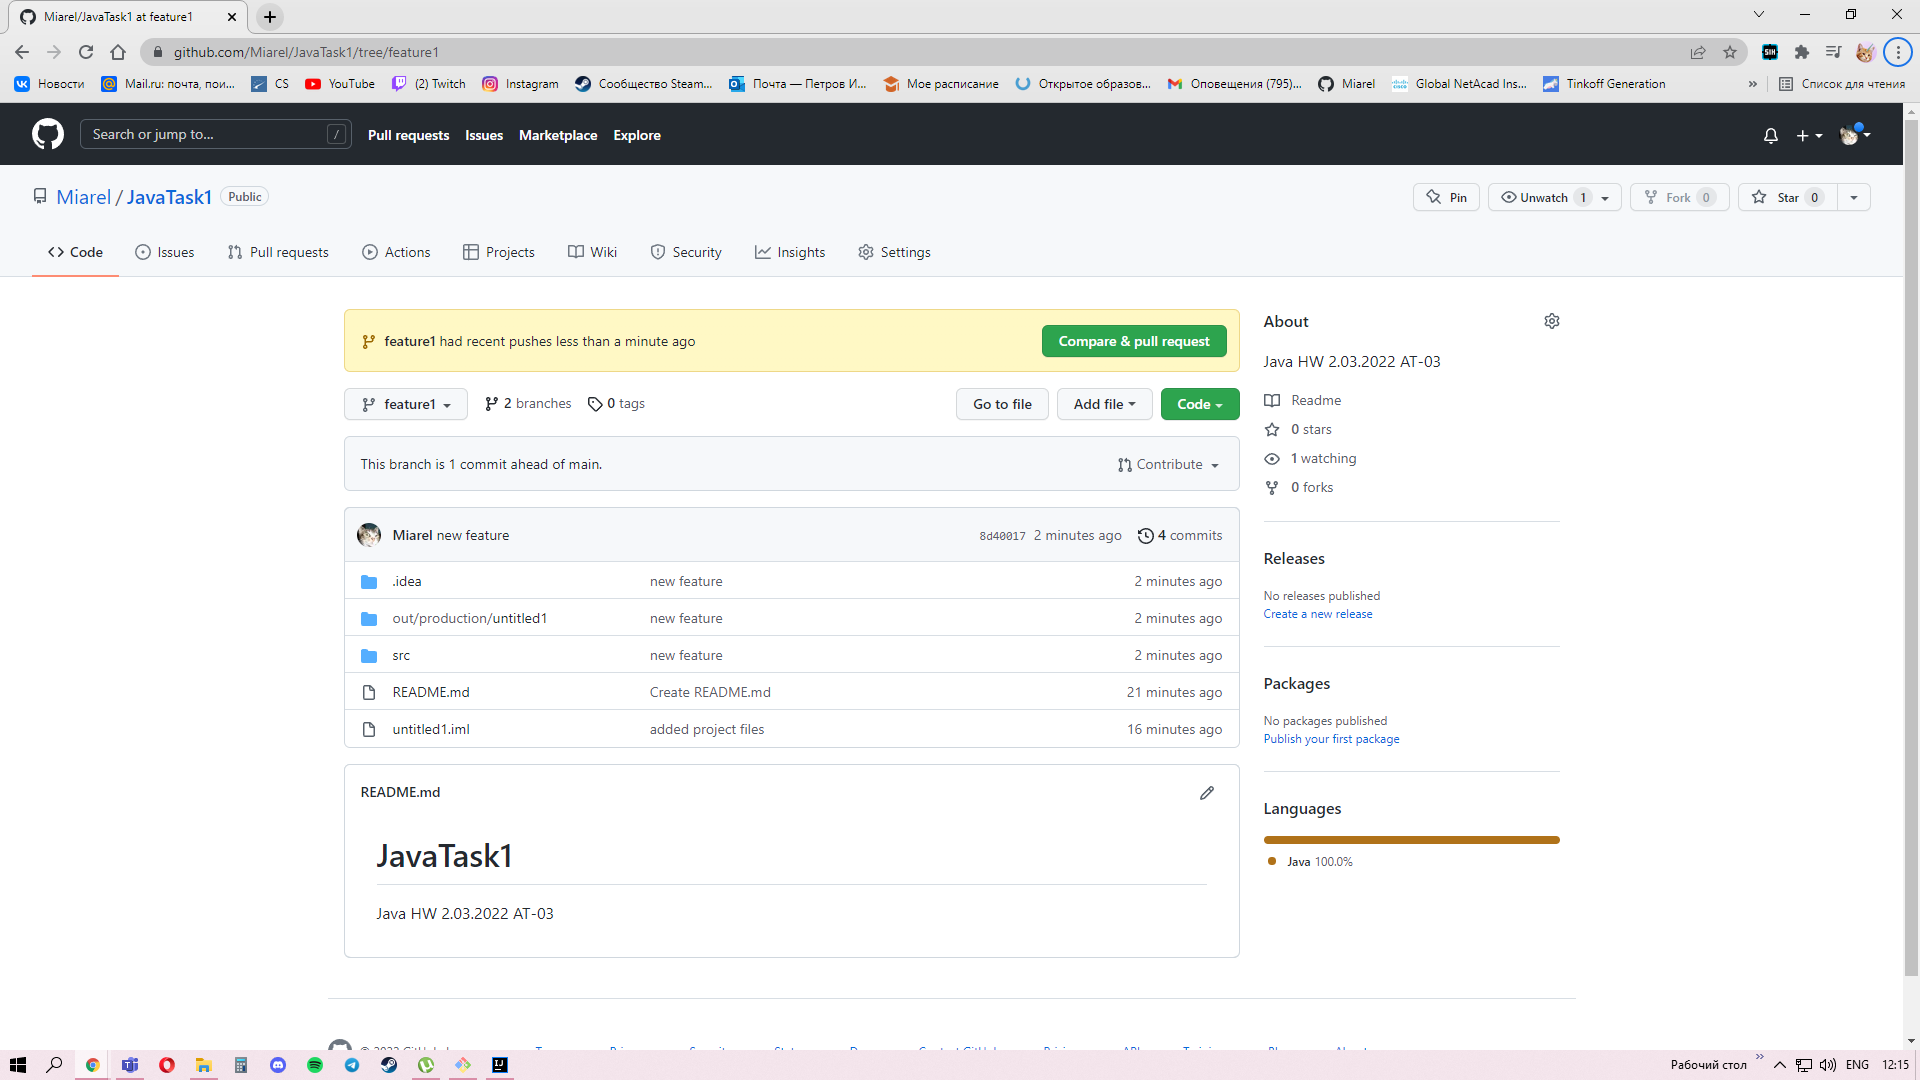 Miarel/JavaTask1 at feature1
github.com/Miarel/JavaTask1/tree/feature1
Новости Mail.ru: почта, пои... CS YouTube (2) Twitch Instagram Сообщество Steam... Почта — Петров И... Мое расписание Открытое образов... Оповещения (795)... Miarel Global NetAcad Ins... Tinkoff Generation » Список для чтения
Search or jump to... / Pull requests Issues Marketplace Explore
Miarel / JavaTask1 Public Pin Unwatch 1 Fork 0 Star 0
Code Issues Pull requests Actions Projects Wiki Security Insights Settings
feature1 had recent pushes less than a minute ago Compare & pull request
feature1 2 branches 0 tags Go to file Add file Code
This branch is 1 commit ahead of main. Contribute
Miarel new feature 8d40017 2 minutes ago 4 commits
.idea new feature 2 minutes ago
out/production/untitled1 new feature 2 minutes ago
src new feature 2 minutes ago
README.md Create README.md 21 minutes ago
untitled1.iml added project files 16 minutes ago
README.md
JavaTask1
Java HW 2.03.2022 AT-03
About
Java HW 2.03.2022 AT-03
Readme
0 stars
1 watching
0 forks
Releases
No releases published
Create a new release
Packages
No packages published
Publish your first package
Languages
Java 100.0%
Рабочий стол » ENG 12:15